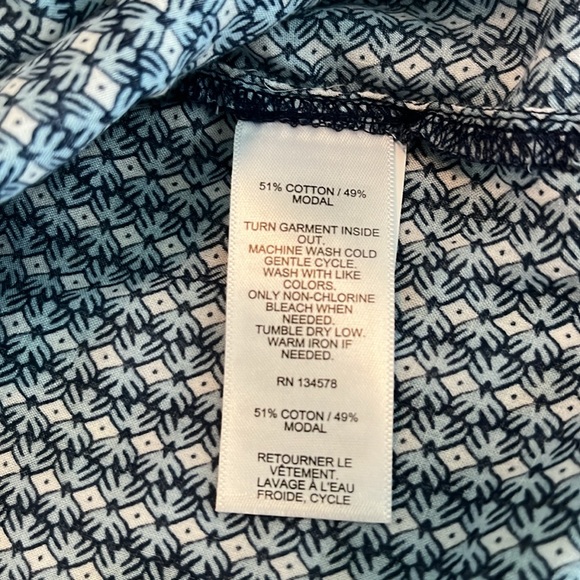 51% COTTON / 49%
MODAL
TURN GARMENT INSIDE
OUT.
MACHINE WASH COLD
GENTLE CYCLE.
WASH WITH LIKE
COLORS.
ONLY NON-CHLORINE
BLEACH WHEN
NEEDED.
TUMBLE DRY LOW.
WARM IRON IF
NEEDED.
RN 134578
51% COTON / 49%
MODAL
RETOURNER LE
VÊTEMENT.
LAVAGE À L'EAU
FROIDE, CYCLE